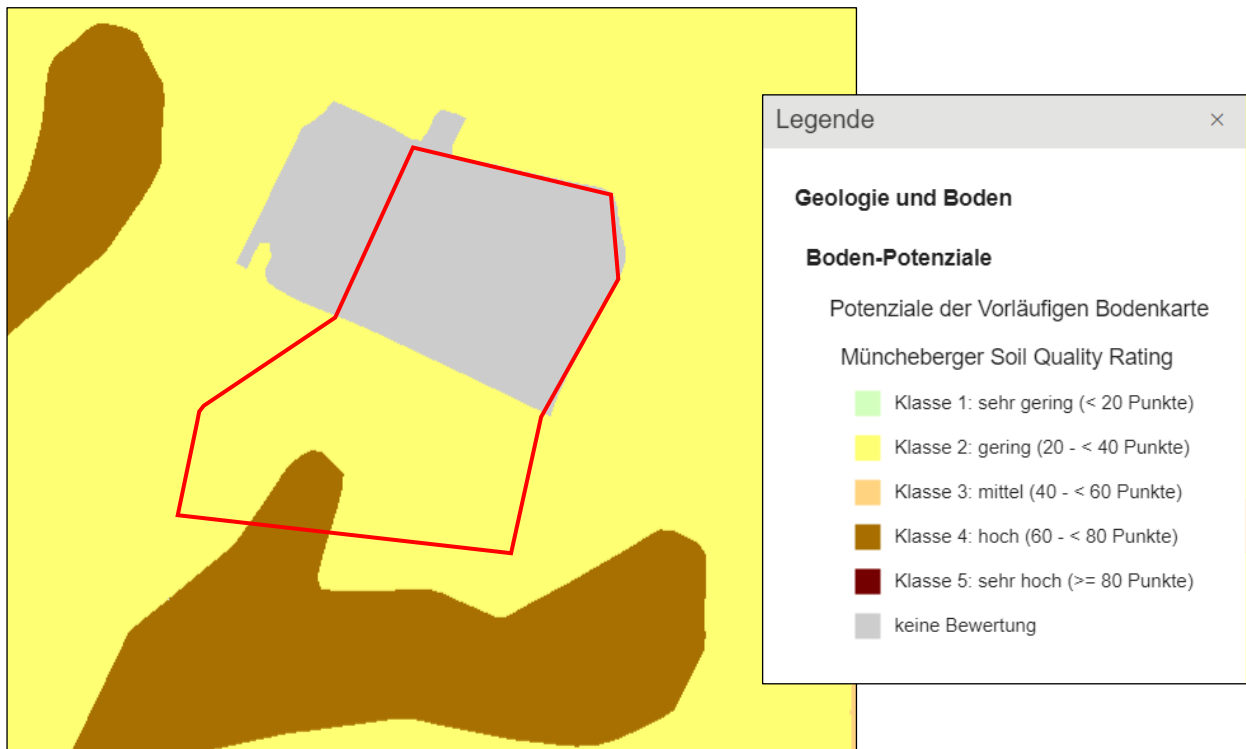 Legende
Geologie und Boden
Boden-Potenziale
Potenziale der Vorläufigen Bodenkarte
Müncheberger Soil Quality Rating
Klasse 1: sehr gering (< 20 Punkte)
Klasse 2: gering (20 - < 40 Punkte)
Klasse 3: mittel (40 - < 60 Punkte)
Klasse 4: hoch (60 - < 80 Punkte)
Klasse 5: sehr hoch (>= 80 Punkte)
keine Bewertung